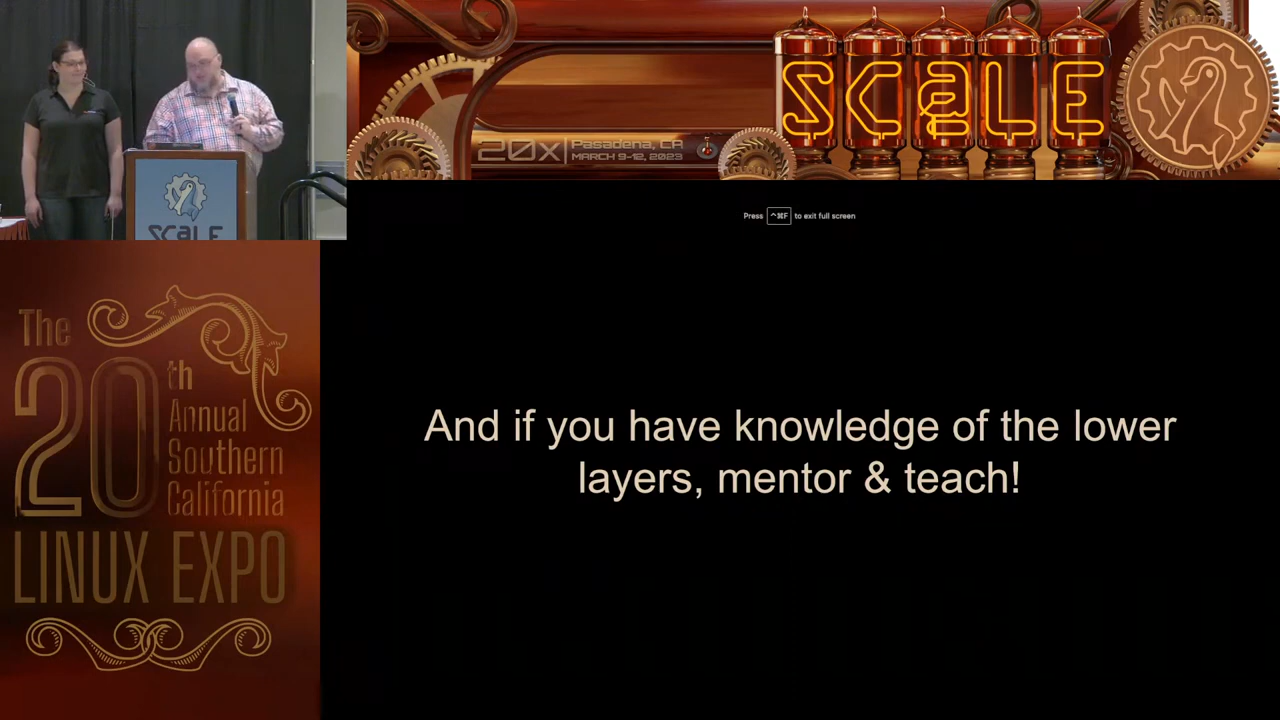 SCALE
20x
Pasadena, CA
MARCH 9-12, 2023
SCaLE
Press ^⌘F to exit full screen
The
20th
Annual
Southern
California
LINUX EXPO
And if you have knowledge of the lower
layers, mentor & teach!